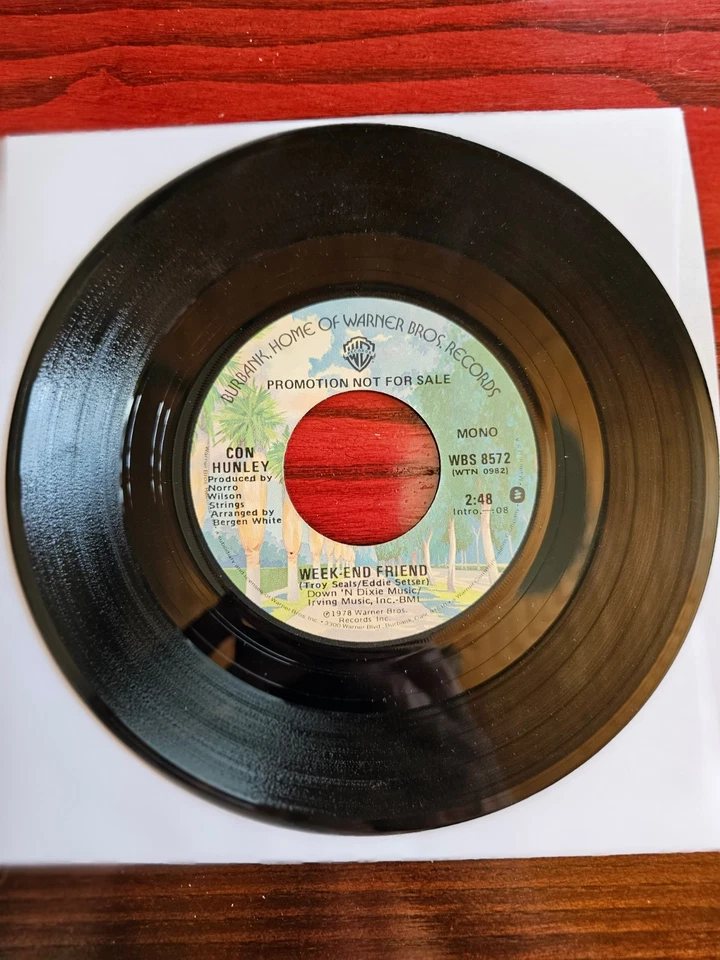 BURBANK, HOME OF WARNER BROS. RECORDS
PROMOTION NOT FOR SALE
MONO
CON
HUNLEY
Produced by
Norro
Wilson
Strings
Arranged by
Bergen White
WBS 8572
(WTN 0982)
2:48
Intro.—:08
WEEK-END FRIEND
(Troy Seals/Eddie Setser)
Down 'N Dixie Music/
Irving Music, Inc.-BMI
℗1978 Warner Bros.
Records Inc.